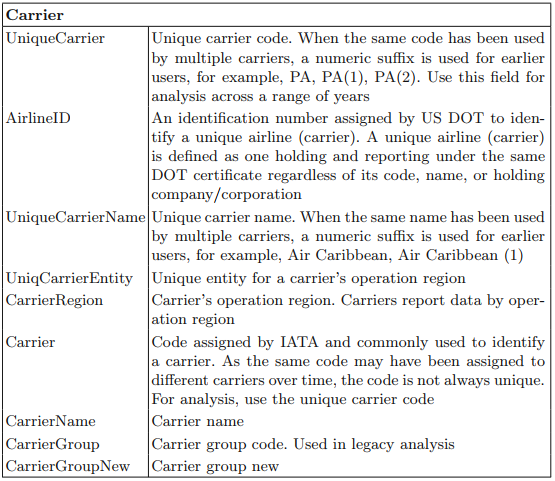 Carrier
UniqueCarrier Unique carrier code. When the same code has been used
by multiple carriers, a numeric suffix is used for earlier
users, for example, PA, PA(1), PA(2). Use this field for
analysis across a range of years
AirlineID An identification number assigned by US DOT to iden-
tify a unique airline (carrier). A unique airline (carrier)
is defined as one holding and reporting under the same
DOT certificate regardless of its code, name, or holding
company/corporation
UniqueCarrierName Unique carrier name. When the same name has been used
by multiple carriers, a numeric suffix is used for earlier
users, for example, Air Caribbean, Air Caribbean (1)
UniqCarrierEntity Unique entity for a carrier's operation region
CarrierRegion Carrier's operation region. Carriers report data by oper-
ation region
Carrier Code assigned by IATA and commonly used to identify
a carrier. As the same code may have been assigned to
different carriers over time, the code is not always unique.
For analysis, use the unique carrier code
CarrierName Carrier name
CarrierGroup Carrier group code. Used in legacy analysis
CarrierGroupNew Carrier group new